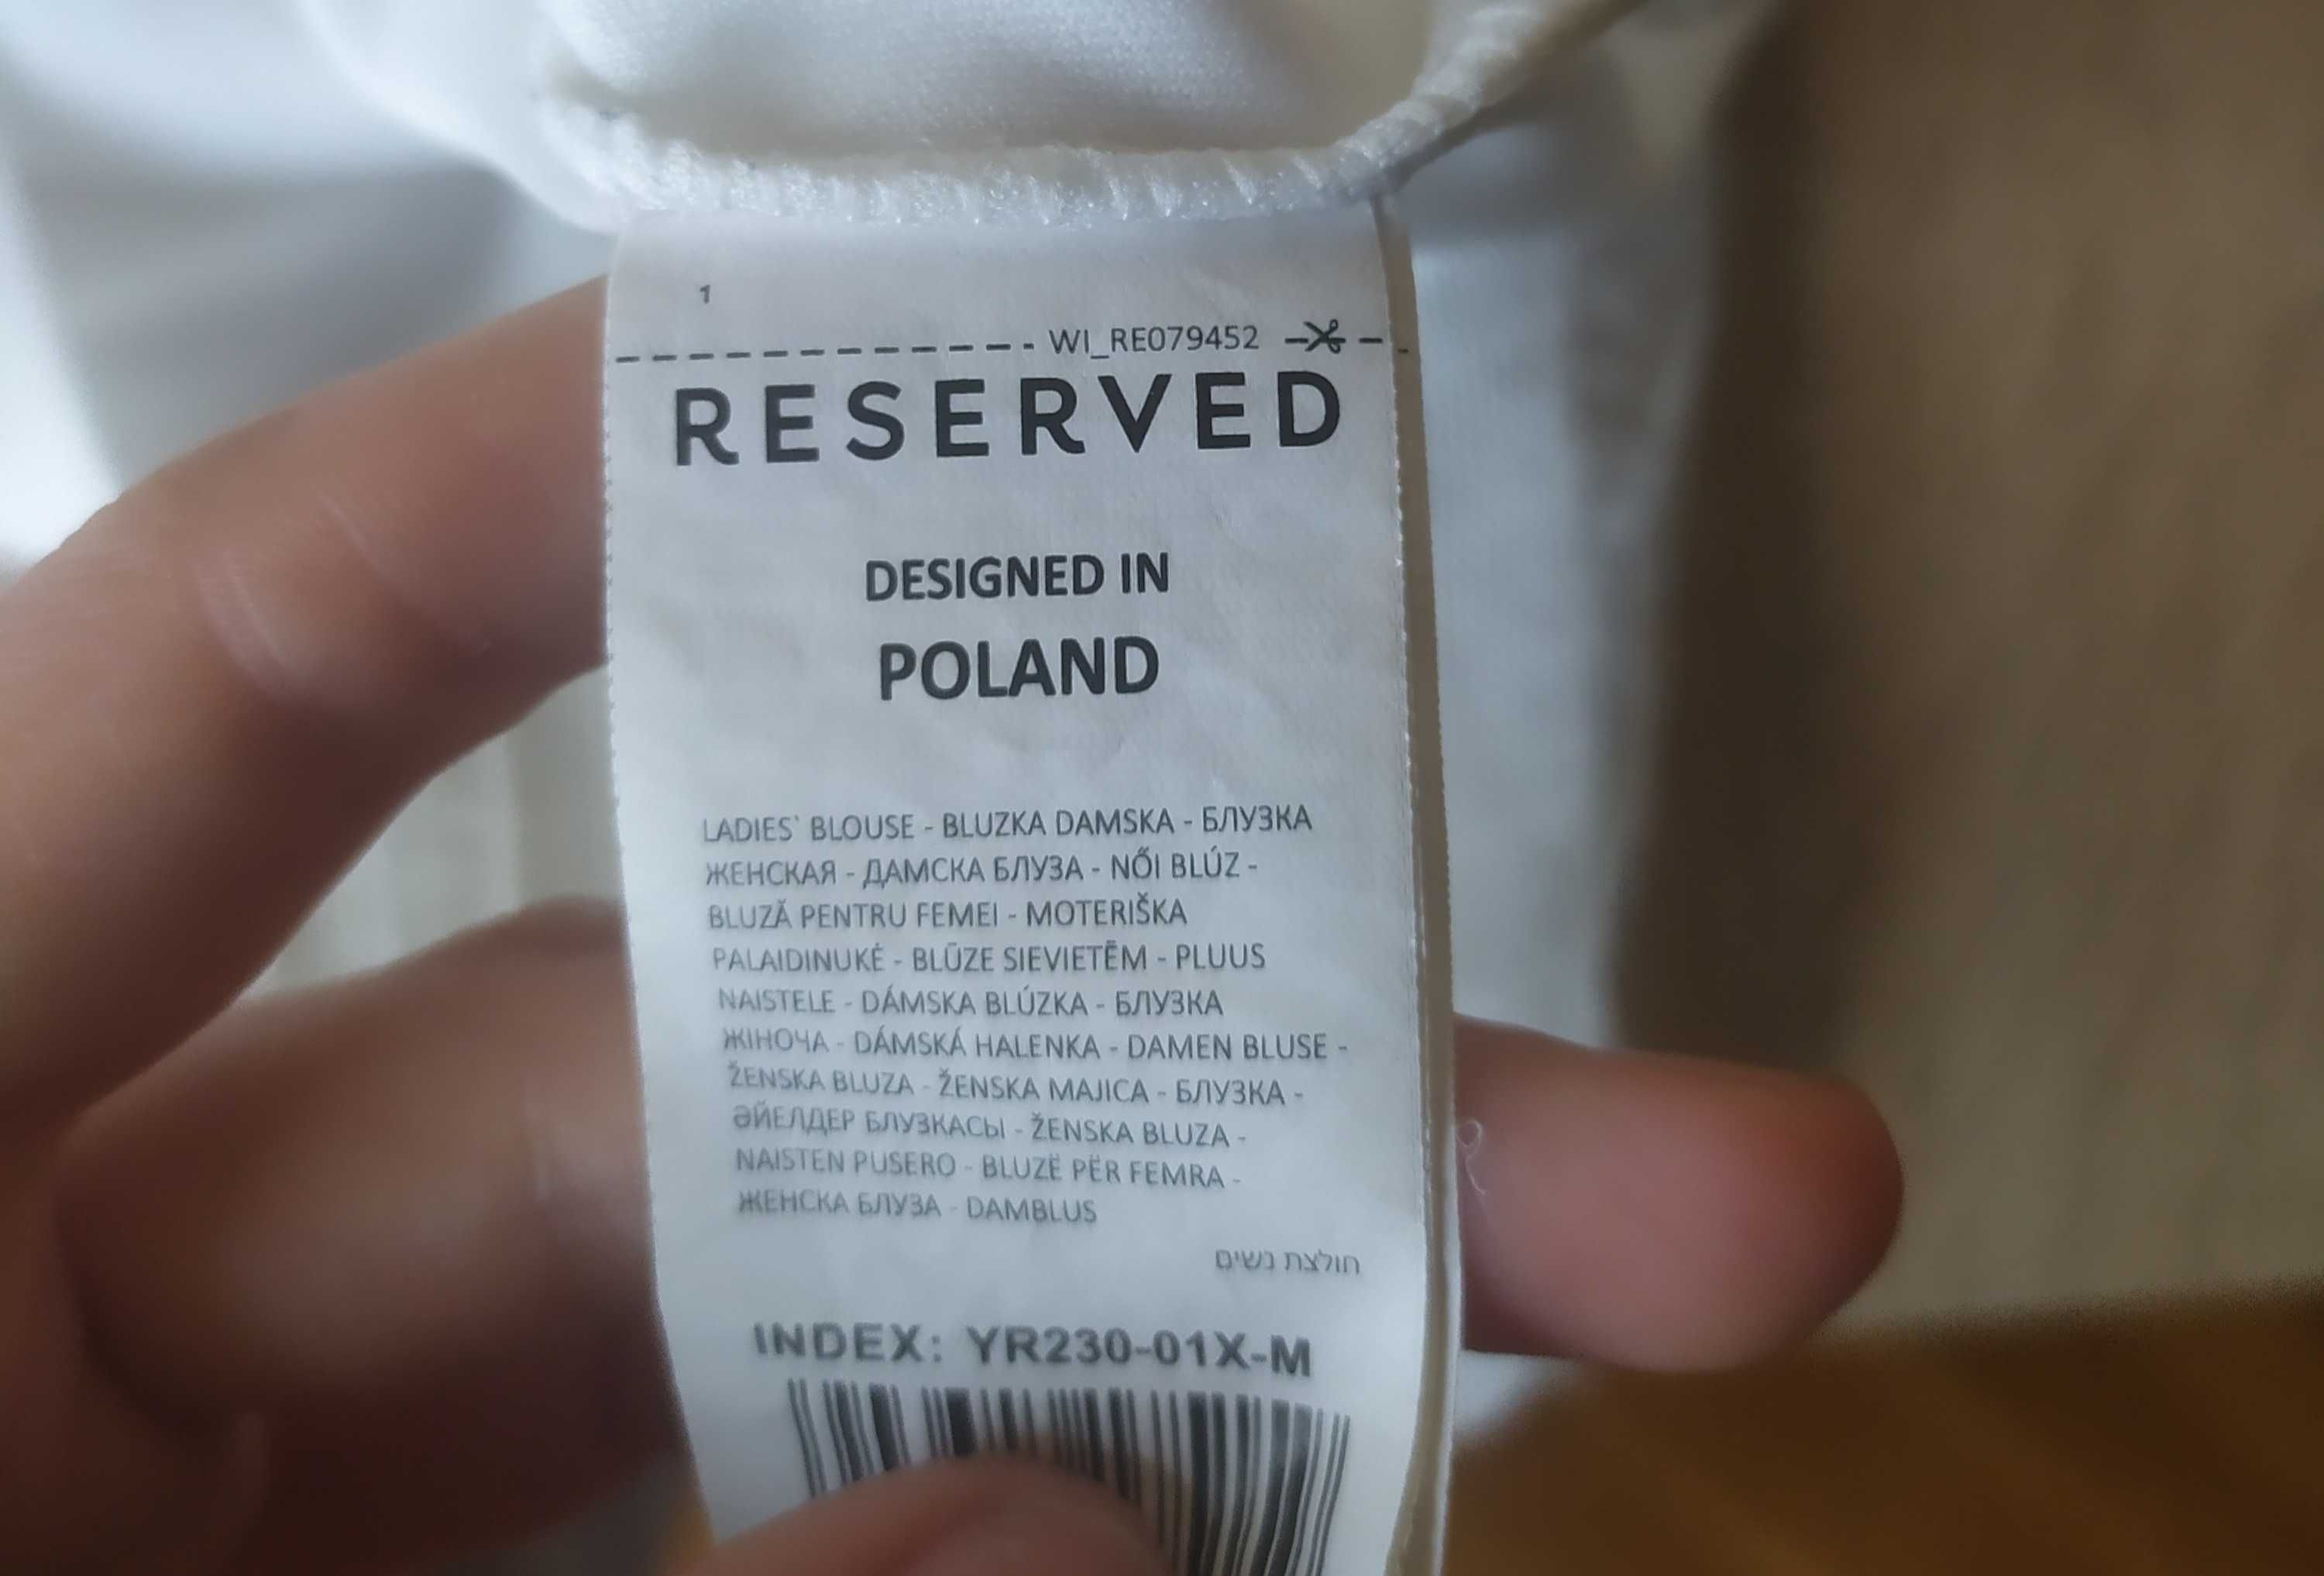 1
WI_RE079452
RESERVED
DESIGNED IN
POLAND
LADIES` BLOUSE - BLUZKA DAMSKA - БЛУЗКА
ЖЕНСКАЯ - ДАМСКА БЛУЗА - NŐI BLÚZ -
BLUZĂ PENTRU FEMEI - MOTERIŠKA
PALAIDINUKĖ - BLŪZE SIEVIETĒM - PLUUS
NAISTELE - DÁMSKA BLÚZKA - БЛУЗКА
ЖІНОЧА - DÁMSKÁ HALENKA - DAMEN BLUSE -
ŽENSKA BLUZA - ŽENSKA MAJICA - БЛУЗКА -
ӘЙЕЛДЕР БЛУЗКАСЫ - ŽENSKA BLUZA -
NAISTEN PUSERO - BLUZË PËR FEMRA -
ЖЕНСКА БЛУЗА - DAMBLUS
חולצת נשים
INDEX: YR230-01X-M